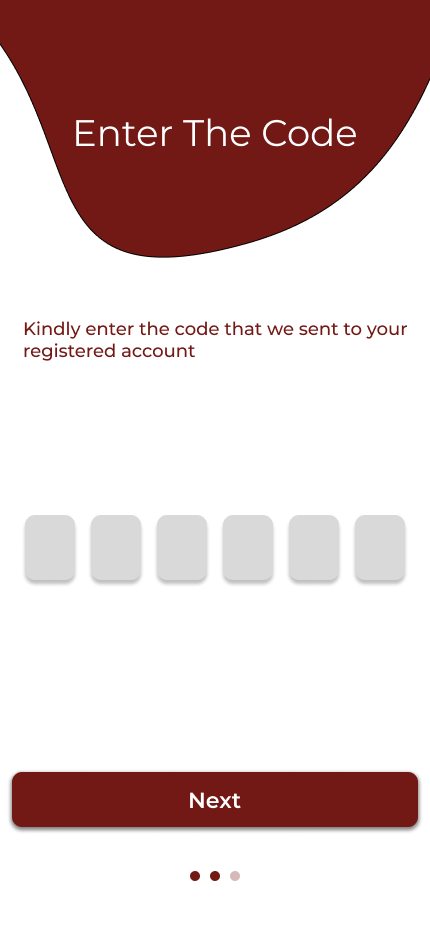 Enter The Code
Kindly enter the code that we sent to your
registered account
Next